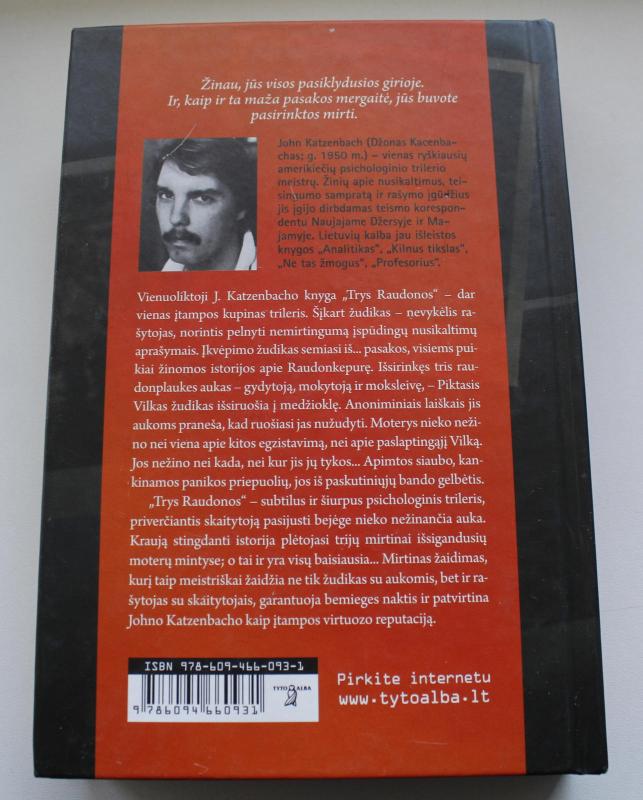 Žinau, jūs visos pasiklydusios girioje.
Ir, kaip ir ta maža pasakos mergaitė, jūs buvote
pasirinktos mirti.
John Katzenbach (Džonas Kacenba-
chas; g. 1950 m.) – vienas ryškiausių
amerikiečių psichologinio trilerio
meistrų. Žinių apie nusikaltimus, tei-
singumo sampratą ir rašymo įgūdžius
jis įgijo dirbdamas teismo korespon-
dentu Naujajame Džersyje ir Ma-
jamyje. Lietuvių kalba jau išleistos
knygos „Analitikas“, „Kilnus tikslas“,
„Ne tas žmogus“, „Profesorius“.
Vienuoliktoji J. Katzenbacho knyga „Trys Raudonos“ – dar
vienas įtampos kupinas trileris. Šįkart žudikas – nevykėlis ra-
šytojas, norintis pelnyti nemirtingumą įspūdingų nusikaltimų
aprašymais. Įkvėpimo žudikas semiasi iš... pasakos, visiems pui-
kiai žinomos istorijos apie Raudonkepurę. Išsirinkęs tris rau-
donplaukes aukas – gydytoją, mokytoją ir moksleivę, – Piktasis
Vilkas žudikas išsiruošia į medžioklę. Anoniminiais laiškais jis
aukoms praneša, kad ruošiasi jas nužudyti. Moterys nieko neži-
no nei viena apie kitos egzistavimą, nei apie paslaptingąjį Vilką.
Jos nežino nei kada, nei kur jis jų tykos... Apimtos siaubo, kan-
kinamos panikos priepuolių, jos iš paskutiniųjų bando gelbėtis.
„Trys Raudonos“ – subtilus ir šiurpus psichologinis trileris,
priverčiantis skaitytoją pasijusti bejėge nieko nežinančia auka.
Kraują stingdanti istorija plėtojasi trijų mirtinai išsigandusių
moterų mintyse; o tai ir yra visų baisiausia... Mirtinas žaidimas,
kurį taip meistriškai žaidžia ne tik žudikas su aukomis, bet ir ra-
šytojas su skaitytojais, garantuoja bemieges naktis ir patvirtina
Johno Katzenbacho kaip įtampos virtuozo reputaciją.
ISBN 978-609-466-093-1
TYTO ALBA
9 786094 660931
Pirkite internetu
www.tytoalba.lt